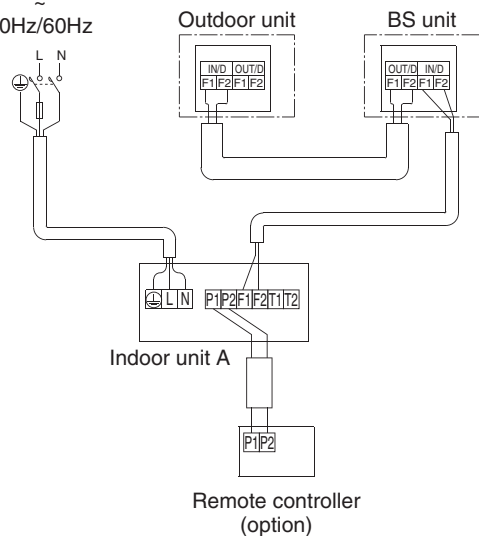 ~
0Hz/60Hz
L N
Outdoor unit
IN/D OUT/D
F1 F2 F1 F2
BS unit
OUT/D IN/D
F1 F2 F1 F2
L N
P1 P2 F1 F2 T1 T2
Indoor unit A
P1 P2
Remote controller
(option)